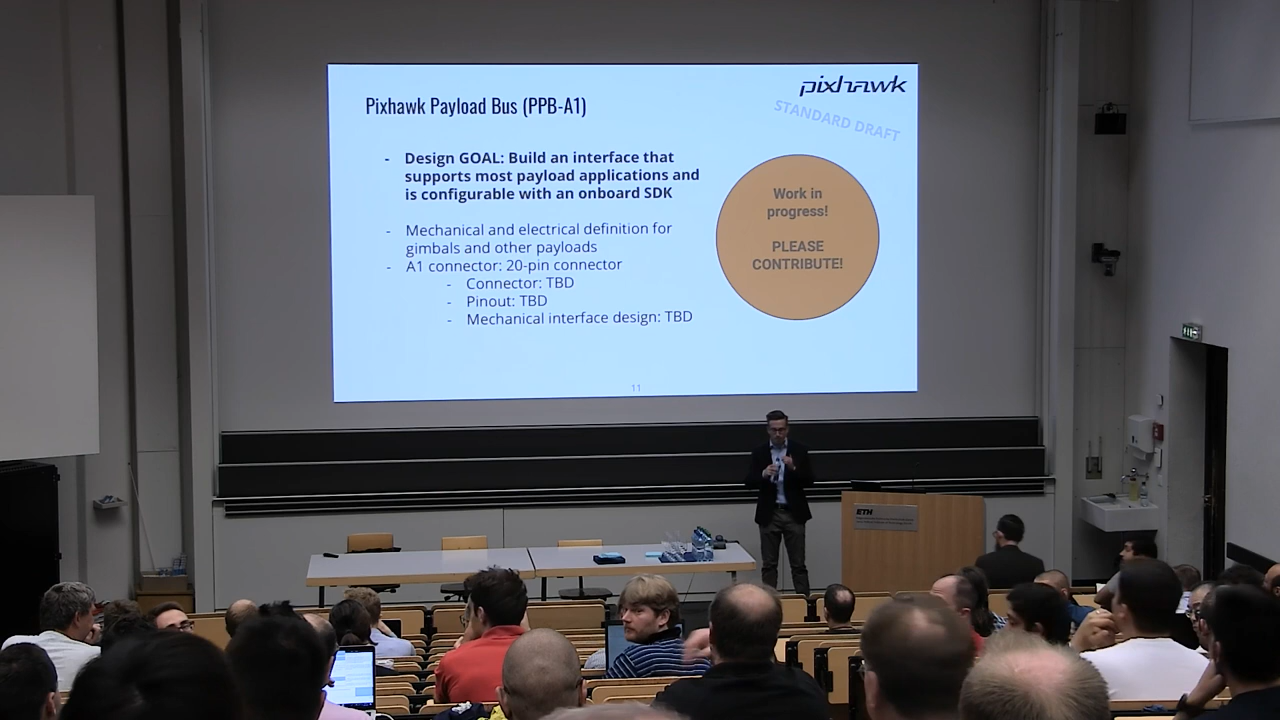 pixhawk
Pixhawk Payload Bus (PPB-A1)
STANDARD DRAFT
- Design GOAL: Build an interface that
supports most payload applications and
is configurable with an onboard SDK
- Mechanical and electrical definition for
gimbals and other payloads
- A1 connector: 20-pin connector
- Connector: TBD
- Pinout: TBD
- Mechanical interface design: TBD
Work in
progress!
PLEASE
CONTRIBUTE!
11
ETH